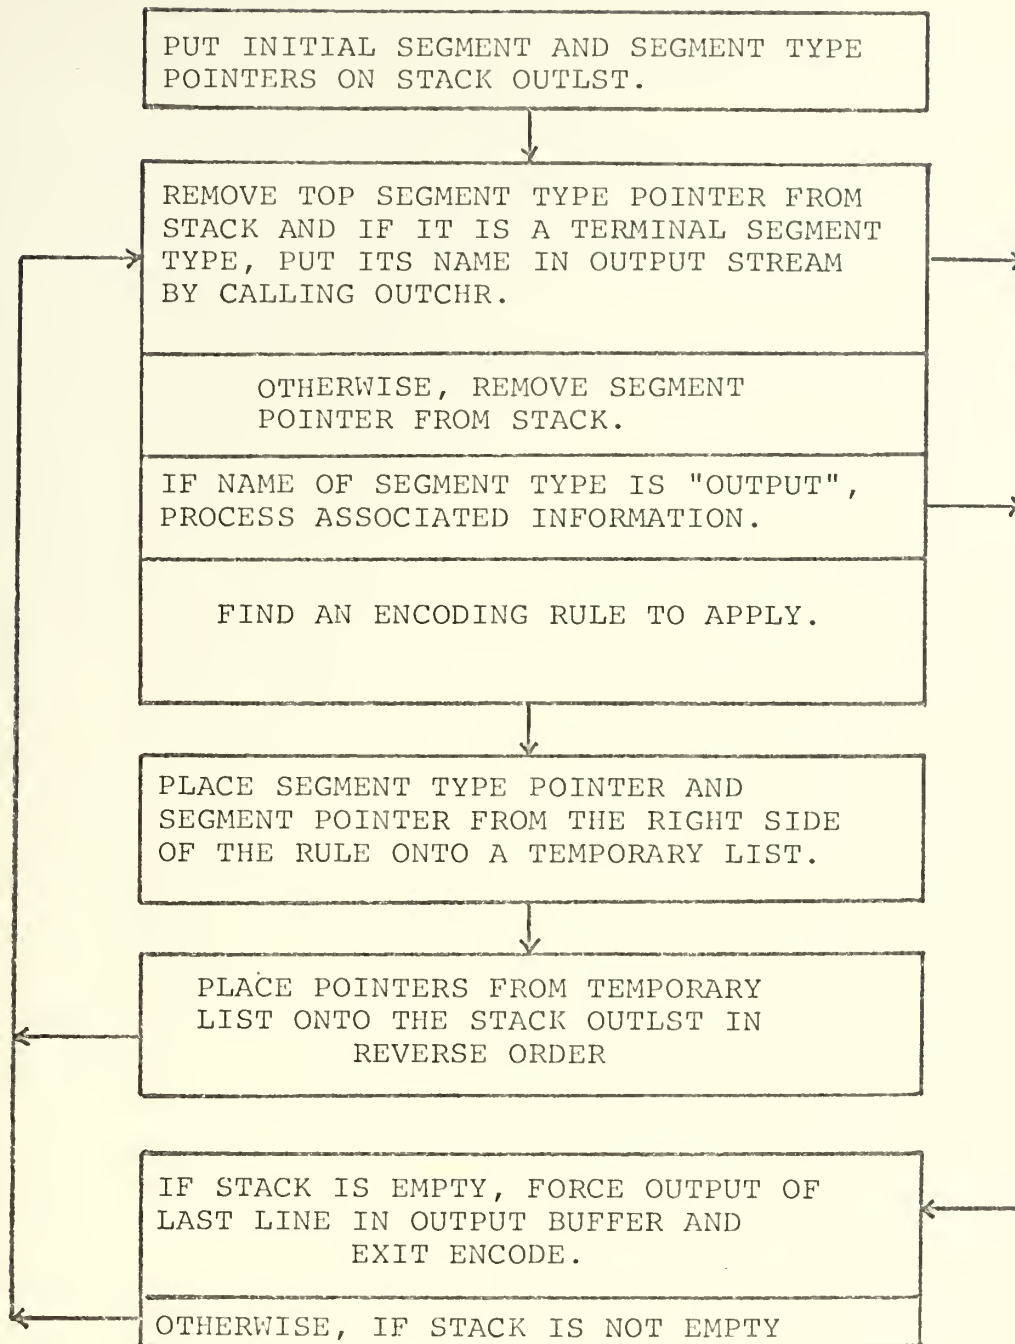 PUT INITIAL SEGMENT AND SEGMENT TYPE
POINTERS ON STACK OUTLST.
REMOVE TOP SEGMENT TYPE POINTER FROM
STACK AND IF IT IS A TERMINAL SEGMENT
TYPE, PUT ITS NAME IN OUTPUT STREAM
BY CALLING OUTCHR.
OTHERWISE, REMOVE SEGMENT
POINTER FROM STACK.
IF NAME OF SEGMENT TYPE IS "OUTPUT",
PROCESS ASSOCIATED INFORMATION.
FIND AN ENCODING RULE TO APPLY.
PLACE SEGMENT TYPE POINTER AND
SEGMENT POINTER FROM THE RIGHT SIDE
OF THE RULE ONTO A TEMPORARY LIST.
PLACE POINTERS FROM TEMPORARY
LIST ONTO THE STACK OUTLST IN
REVERSE ORDER
IF STACK IS EMPTY, FORCE OUTPUT OF
LAST LINE IN OUTPUT BUFFER AND
EXIT ENCODE.
OTHERWISE, IF STACK IS NOT EMPTY